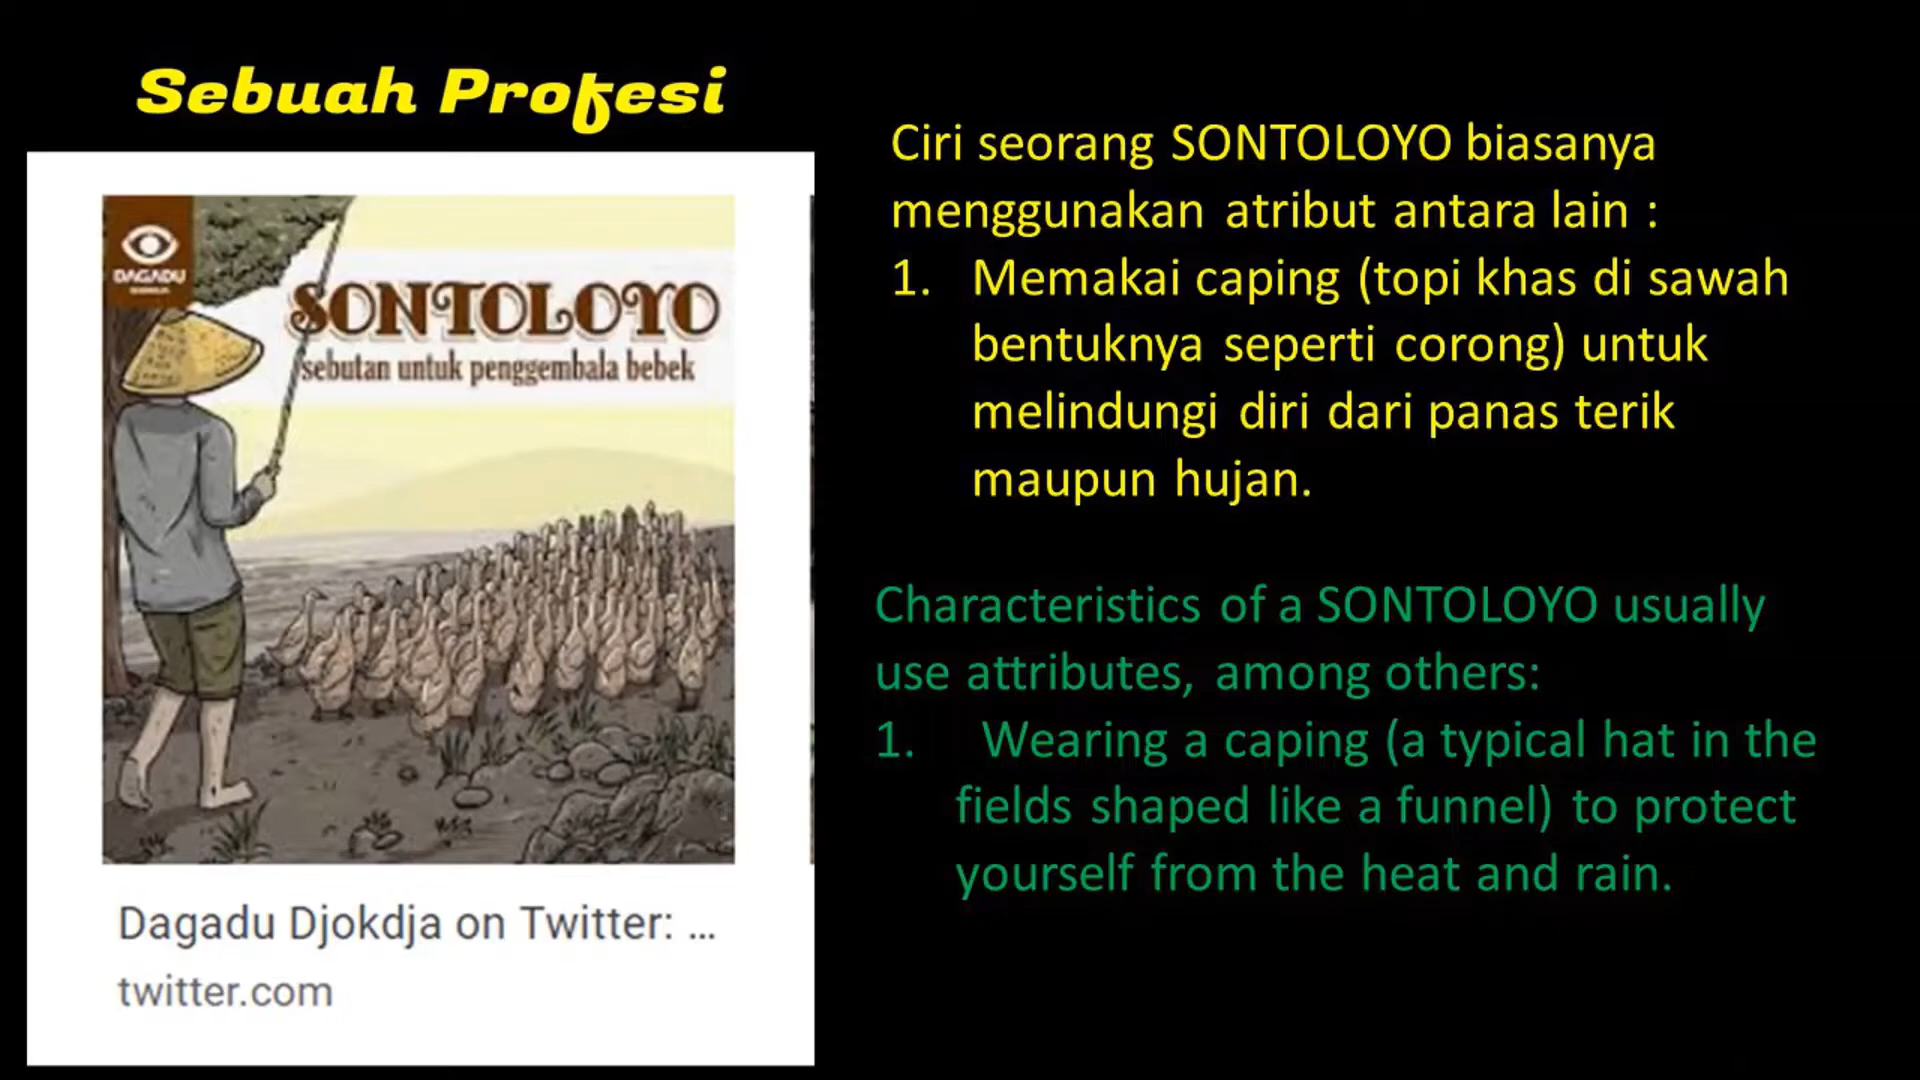 Sebuah Profesi
DAGADU
SONTOLOYO
sebutan untuk penggembala bebek
Dagadu Djokdja on Twitter: ...
twitter.com
Ciri seorang SONTOLOYO biasanya
menggunakan atribut antara lain :
1. Memakai caping (topi khas di sawah
bentuknya seperti corong) untuk
melindungi diri dari panas terik
maupun hujan.
Characteristics of a SONTOLOYO usually
use attributes, among others:
1. Wearing a caping (a typical hat in the
fields shaped like a funnel) to protect
yourself from the heat and rain.